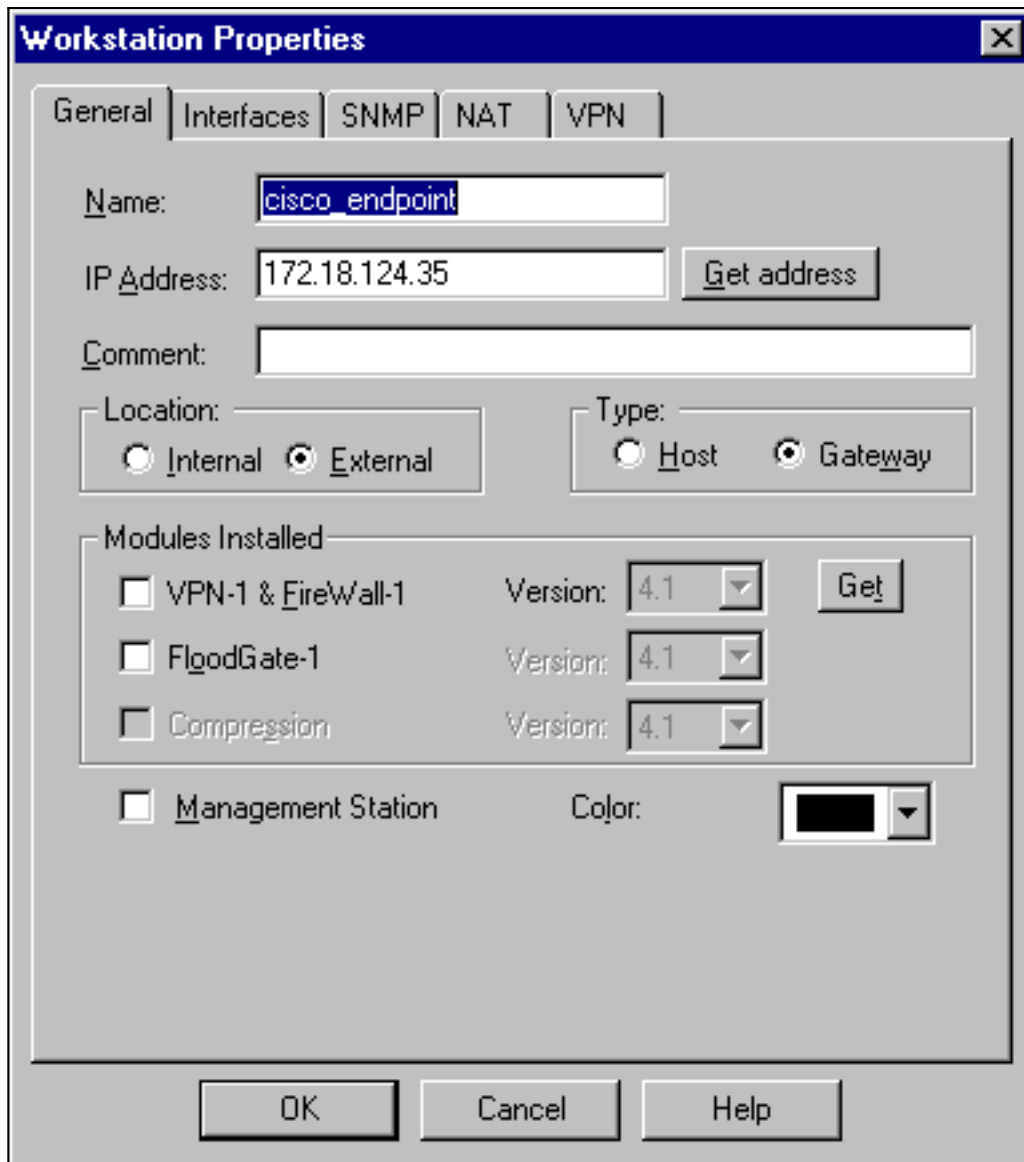 Workstation Properties
General Interfaces SNMP NAT VPN
Name: cisco_endpoint
IP Address: 172.18.124.35 Get address
Comment:
Location: Type:
Internal External Host Gateway
Modules Installed
VPN-1 & FireWall-1 Version: 4.1 Get
FloodGate-1 Version: 4.1
Compression Version: 4.1
Management Station Color:
OK Cancel Help